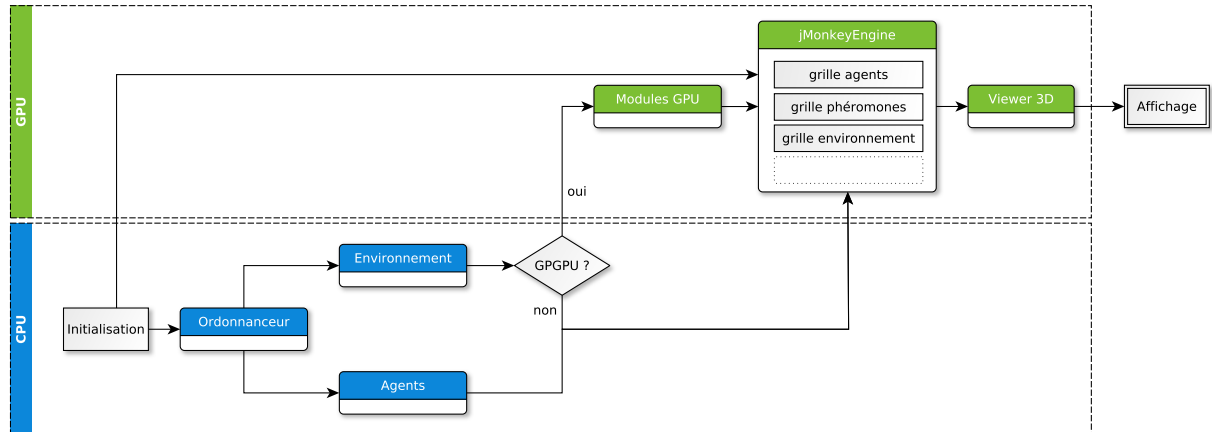 GPU
jMonkeyEngine
grille agents
Modules GPU
grille phéromones
Viewer 3D
Affichage
grille environnement
oui
CPU
Environnement
GPGPU ?
non
Initialisation
Ordonnanceur
Agents